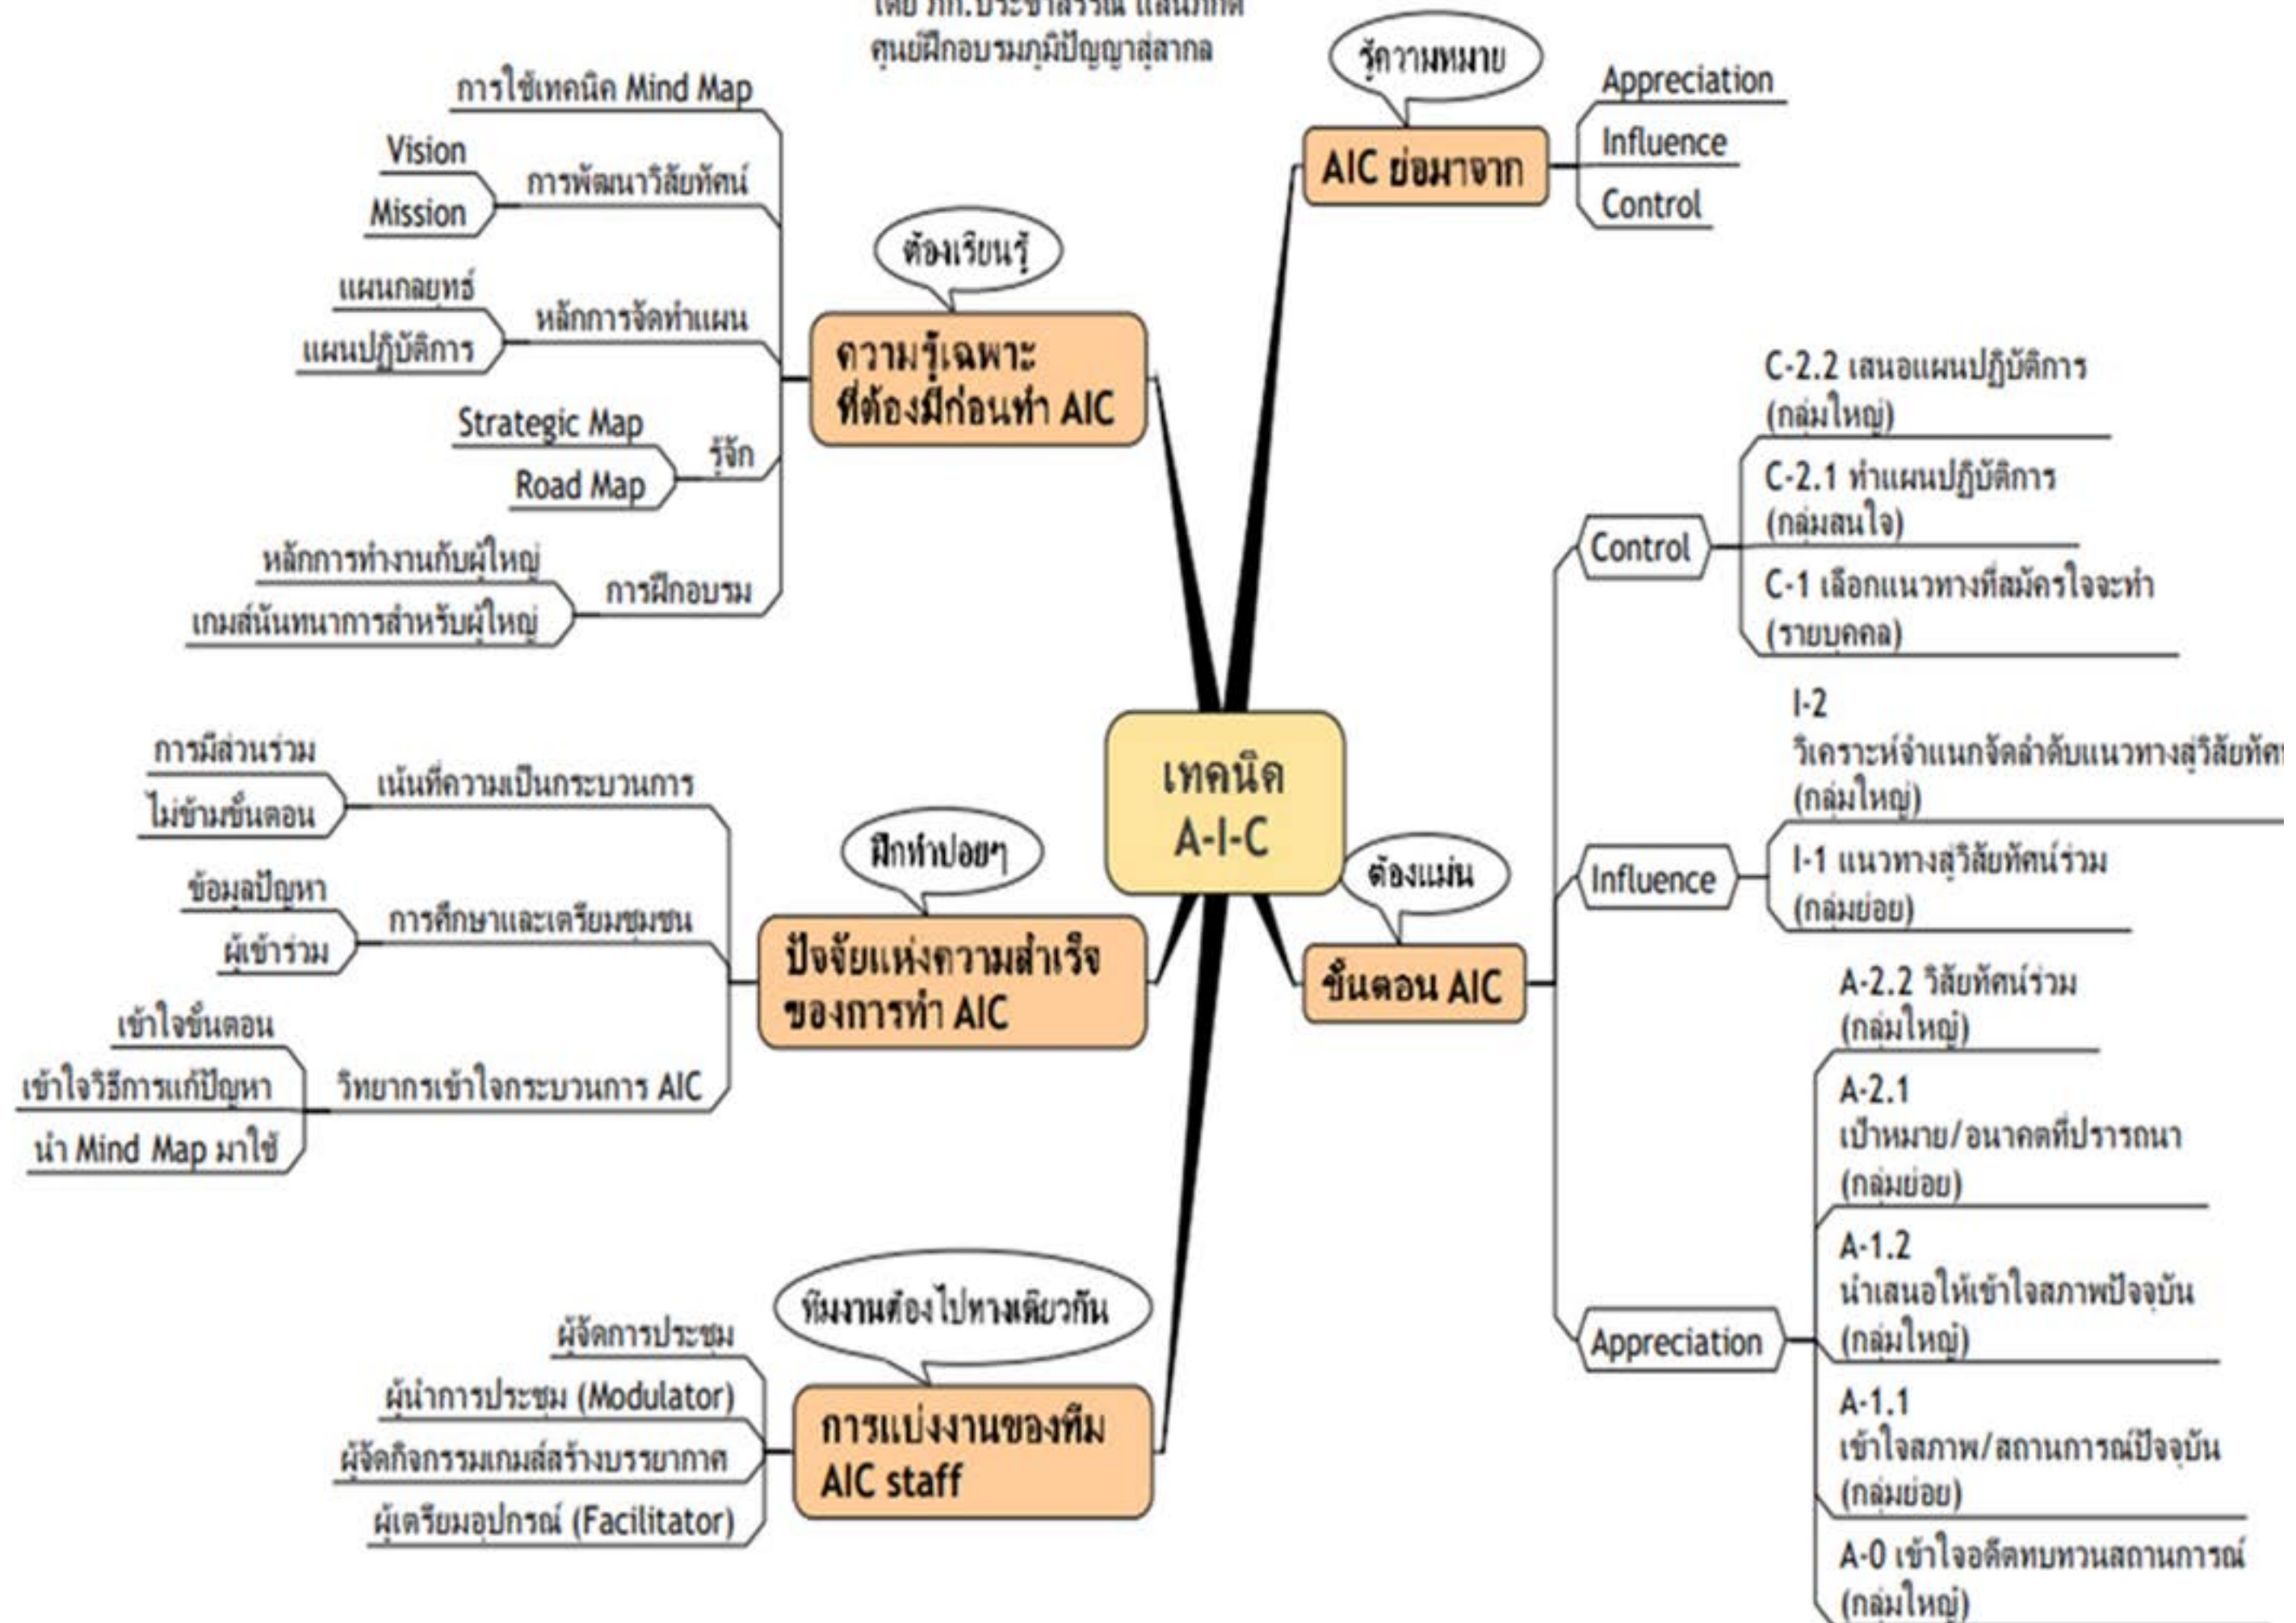 ศูนย์ฝึกอบรมภูมิปัญญาสู่สากล
การใช้เทคนิค Mind Map
Vision
Mission
การพัฒนาวิสัยทัศน์
แผนกลยุทธ์
แผนปฏิบัติการ
หลักการจัดทำแผน
Strategic Map
Road Map
รู้จัก
หลักการทำงานกับผู้ใหญ่
เกมส์นันทนาการสำหรับผู้ใหญ่
การฝึกอบรม
ต้องเรียนรู้
ความรู้เฉพาะ
ที่ต้องมีก่อนทำ AIC
รู้ความหมาย
AIC ย่อมาจาก
Appreciation
Influence
Control
เทคนิค
A-I-C
การมีส่วนร่วม
ไม่ข้ามขั้นตอน
เน้นที่ความเป็นกระบวนการ
ข้อมูลปัญหา
ผู้เข้าร่วม
การศึกษาและเตรียมชุมชน
เข้าใจขั้นตอน
เข้าใจวิธีการแก้ปัญหา
นำ Mind Map มาใช้
วิทยากรเข้าใจกระบวนการ AIC
ฝึกทำบ่อยๆ
ปัจจัยแห่งความสำเร็จ
ของการทำ AIC
ต้องแม่น
ขั้นตอน AIC
Control
C-2.2 เสนอแผนปฏิบัติการ
(กลุ่มใหญ่)
C-2.1 ทำแผนปฏิบัติการ
(กลุ่มสนใจ)
C-1 เลือกแนวทางที่สมัครใจจะทำ
(รายบุคคล)
Influence
I-2
วิเคราะห์จำแนกจัดลำดับแนวทางสู่วิสัยทัศน
(กลุ่มใหญ่)
I-1 แนวทางสู่วิสัยทัศน์ร่วม
(กลุ่มย่อย)
Appreciation
A-2.2 วิสัยทัศน์ร่วม
(กลุ่มใหญ่)
A-2.1
เป้าหมาย/อนาคตที่ปรารถนา
(กลุ่มย่อย)
A-1.2
นำเสนอให้เข้าใจสภาพปัจจุบัน
(กลุ่มใหญ่)
A-1.1
เข้าใจสภาพ/สถานการณ์ปัจจุบัน
(กลุ่มย่อย)
A-0 เข้าใจอดีตทบทวนสถานการณ์
(กลุ่มใหญ่)
ทีมงานต้องไปทางเดียวกัน
การแบ่งงานของทีม
AIC staff
ผู้จัดการประชุม
ผู้นำการประชุม (Modulator)
ผู้จัดกิจกรรมเกมส์สร้างบรรยากาศ
ผู้เตรียมอุปกรณ์ (Facilitator)